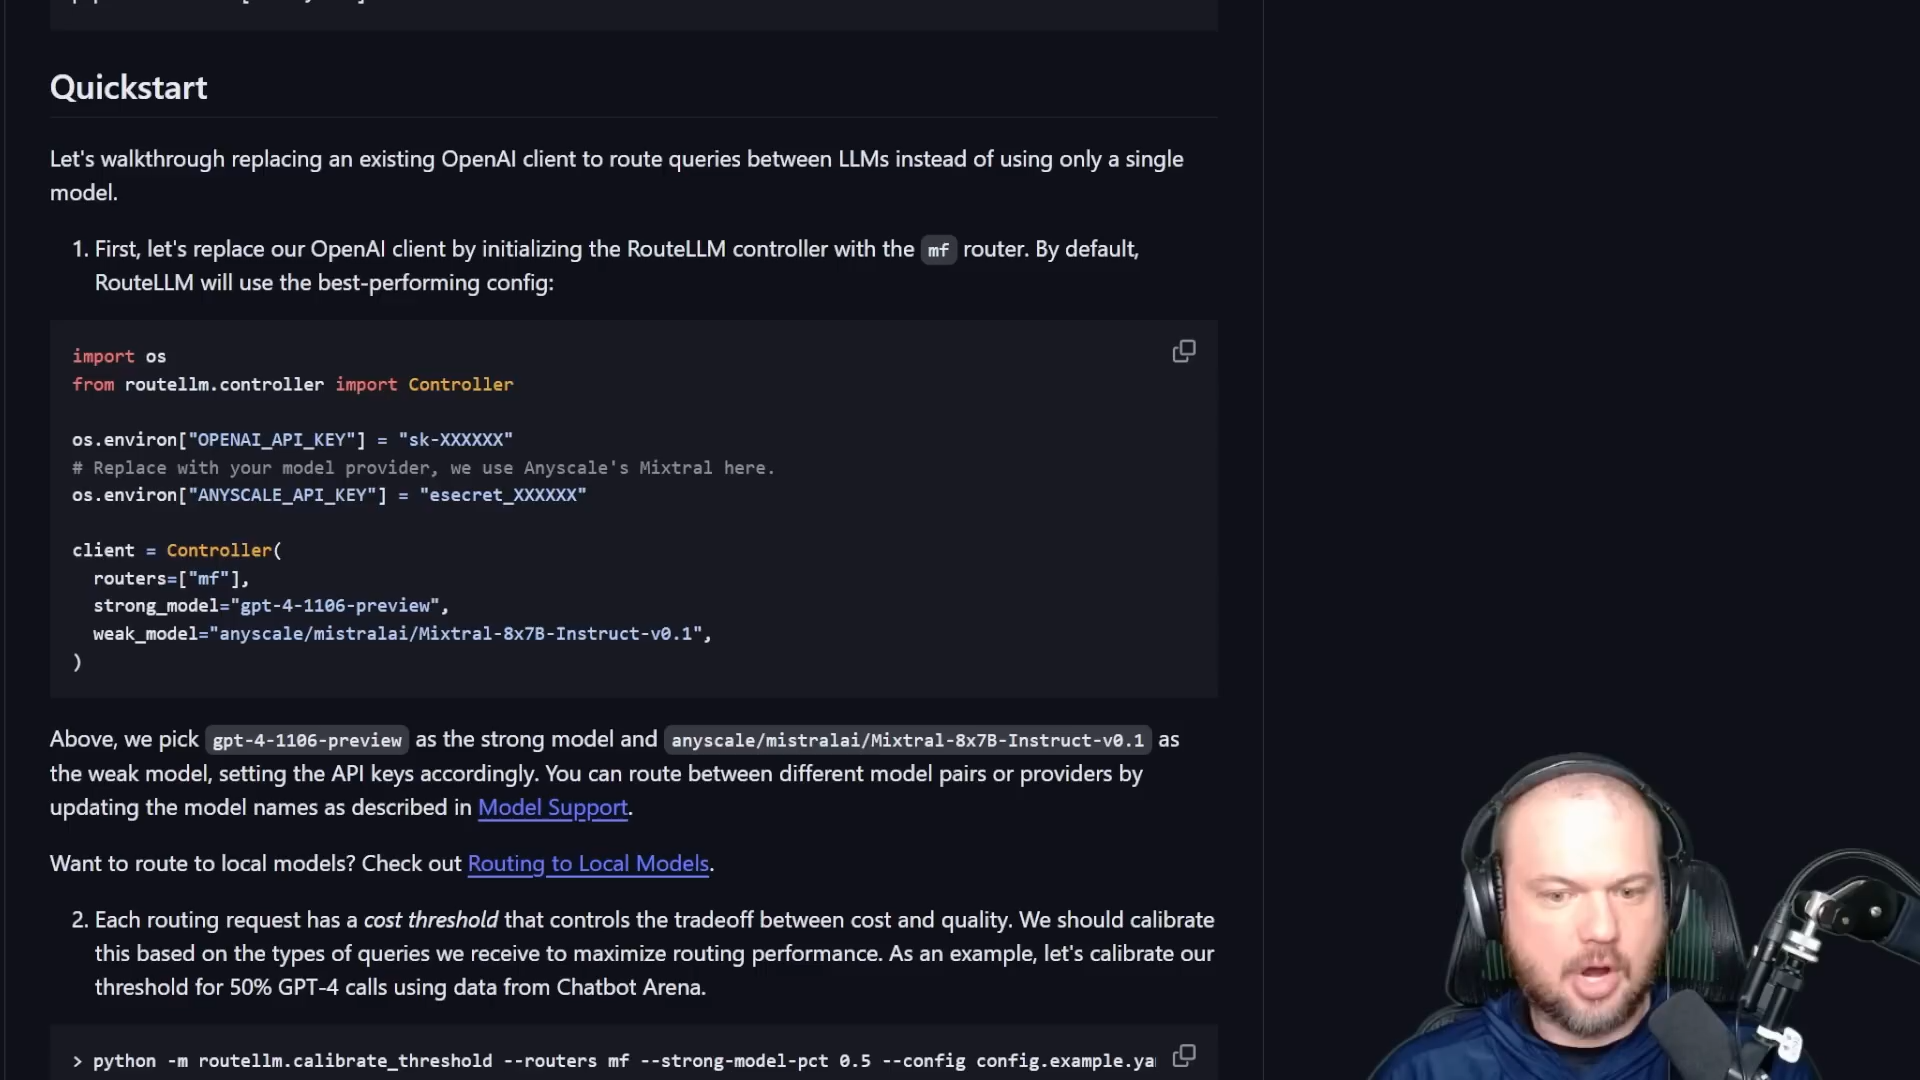 Quickstart
Let's walkthrough replacing an existing OpenAI client to route queries between LLMs instead of using only a single
model.
1. First, let's replace our OpenAI client by initializing the RouteLLM controller with the mf router. By default,
RouteLLM will use the best-performing config:
import os
from routellm.controller import Controller
os.environ["OPENAI_API_KEY"] = "sk-XXXXXX"
# Replace with your model provider, we use Anyscale's Mixtral here.
os.environ["ANYSCALE_API_KEY"] = "esecret_XXXXXX"
client = Controller(
routers=["mf"],
strong_model="gpt-4-1106-preview",
weak_model="anyscale/mistralai/Mixtral-8x7B-Instruct-v0.1",
)
Above, we pick gpt-4-1106-preview as the strong model and anyscale/mistralai/Mixtral-8x7B-Instruct-v0.1 as
the weak model, setting the API keys accordingly. You can route between different model pairs or providers by
updating the model names as described in Model Support.
Want to route to local models? Check out Routing to Local Models.
2. Each routing request has a cost threshold that controls the tradeoff between cost and quality. We should calibrate
this based on the types of queries we receive to maximize routing performance. As an example, let's calibrate our
threshold for 50% GPT-4 calls using data from Chatbot Arena.
> python -m routellm.calibrate_threshold --routers mf --strong-model-pct 0.5 --config config.example.ya